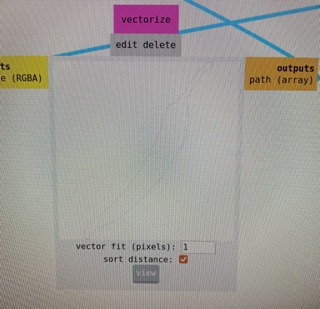 vectorize
edit delete
ts
e (RGBA)
outputs
path (array)
vector fit (pixels): 1
sort distance:
view